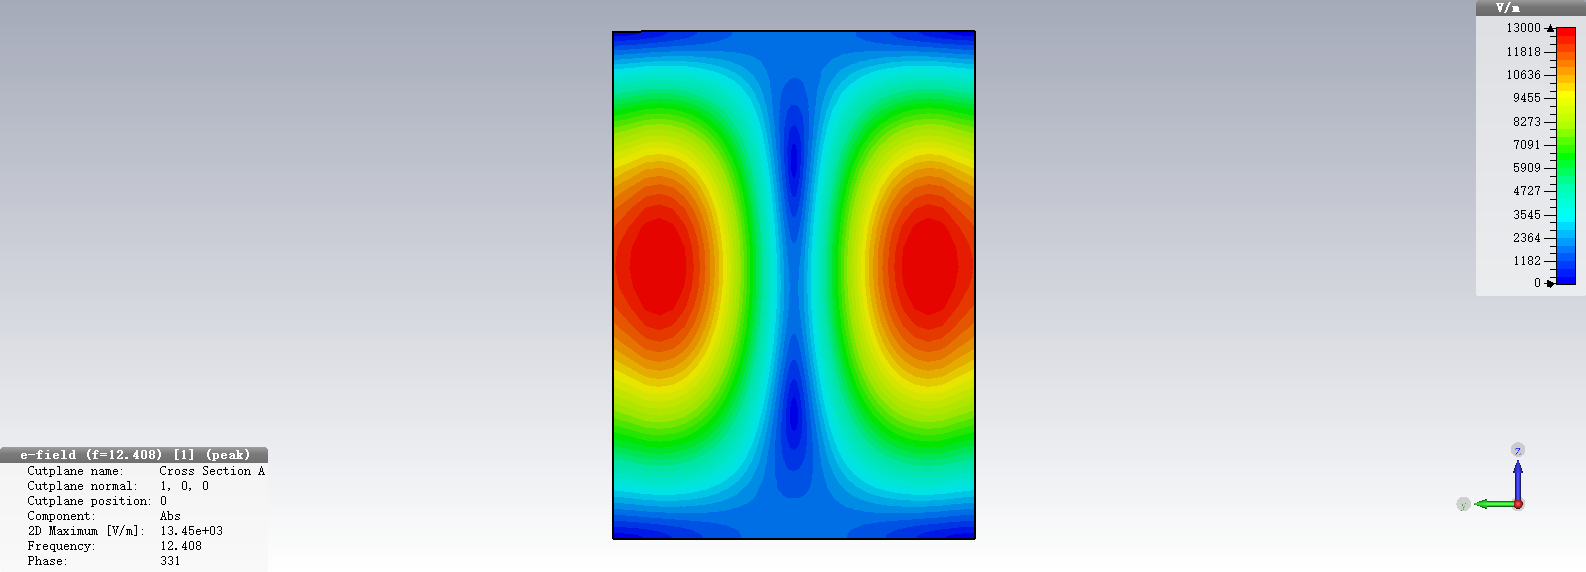 V/m
13000
11818
10636
9455
8273
7091
5909
4727
3545
2364
1182
0
e-field (f=12.408) [1] (peak)
Cutplane name: Cross Section A
Cutplane normal: 1, 0, 0
Cutplane position: 0
Component: Abs
2D Maximum [V/m]: 13.45e+03
Frequency: 12.408
Phase: 331
z
y